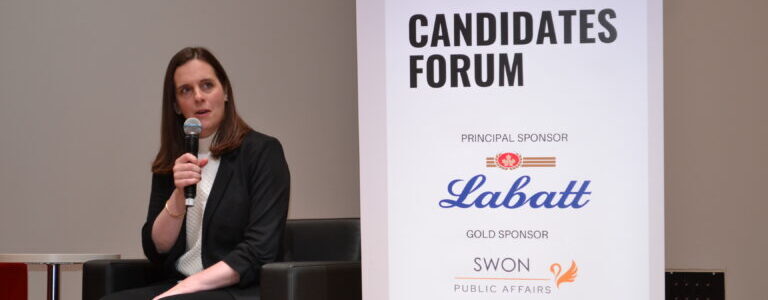 CANDIDATES
FORUM
PRINCIPAL SPONSOR
Labatt
GOLD SPONSOR
SWON
PUBLIC AFFAIRS